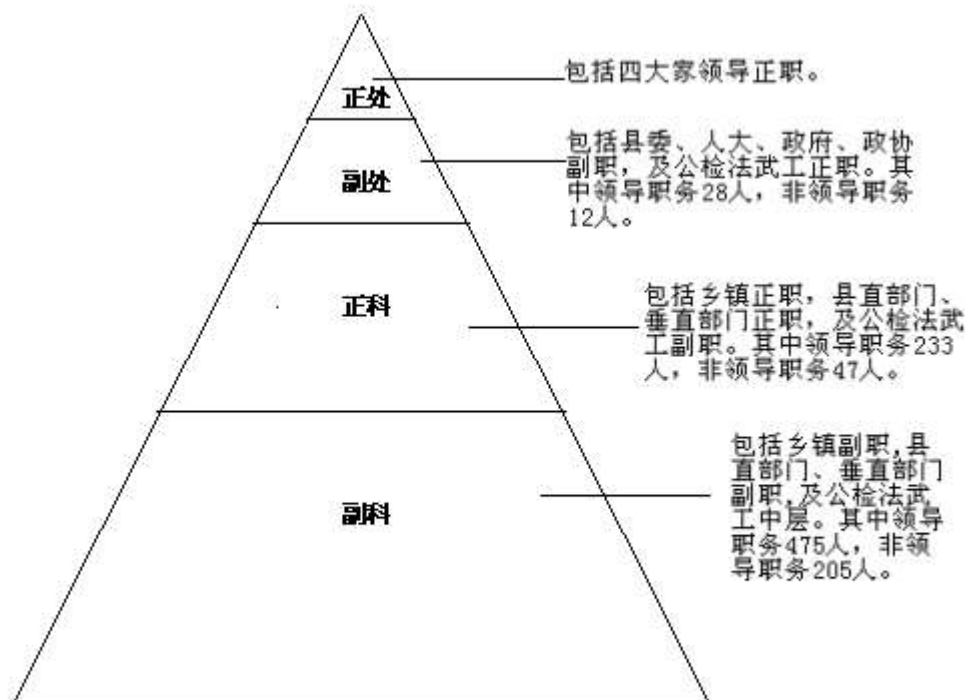 包括四大家领导正职。
正处
包括县委、人大、政府、政协
副职，及公检法武工正职。其
中领导职务28人，非领导职务
12人。
副处
包括乡镇正职，县直部门、
垂直部门正职，及公检法武
工副职。其中领导职务233
人，非领导职务47人。
正科
包括乡镇副职,县
直部门、垂直部门
副职,及公检法武
工中层。其中领导
职务475人，非领
导职务205人。
副科